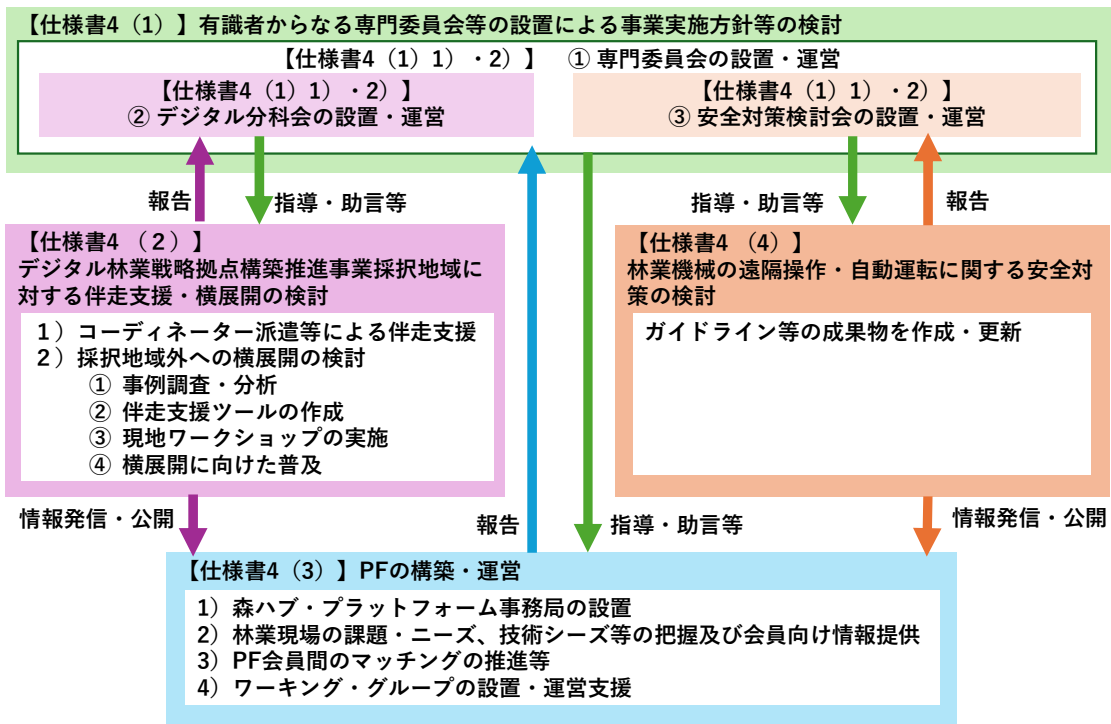 【仕様書4（1）】有識者からなる専門委員会等の設置による事業実施方針等の検討
【仕様書4（1）1）・2）】　① 専門委員会の設置・運営
【仕様書4（1）1）・2）】
② デジタル分科会の設置・運営
【仕様書4（1）1）・2）】
③ 安全対策検討会の設置・運営
報告
指導・助言等
指導・助言等
報告
【仕様書4 （２）】
デジタル林業戦略拠点構築推進事業採択地域に
対する伴走支援・横展開の検討
１）コーディネーター派遣等による伴走支援
２）採択地域外への横展開の検討
① 事例調査・分析
② 伴走支援ツールの作成
③ 現地ワークショップの実施
④ 横展開に向けた普及
【仕様書4 （4）】
林業機械の遠隔操作・自動運転に関する安全対
策の検討
ガイドライン等の成果物を作成・更新
情報発信・公開
報告
指導・助言等
情報発信・公開
【仕様書4（3）】PFの構築・運営
1）森ハブ・プラットフォーム事務局の設置
2）林業現場の課題・ニーズ、技術シーズ等の把握及び会員向け情報提供
3）PF会員間のマッチングの推進等
4）ワーキング・グループの設置・運営支援